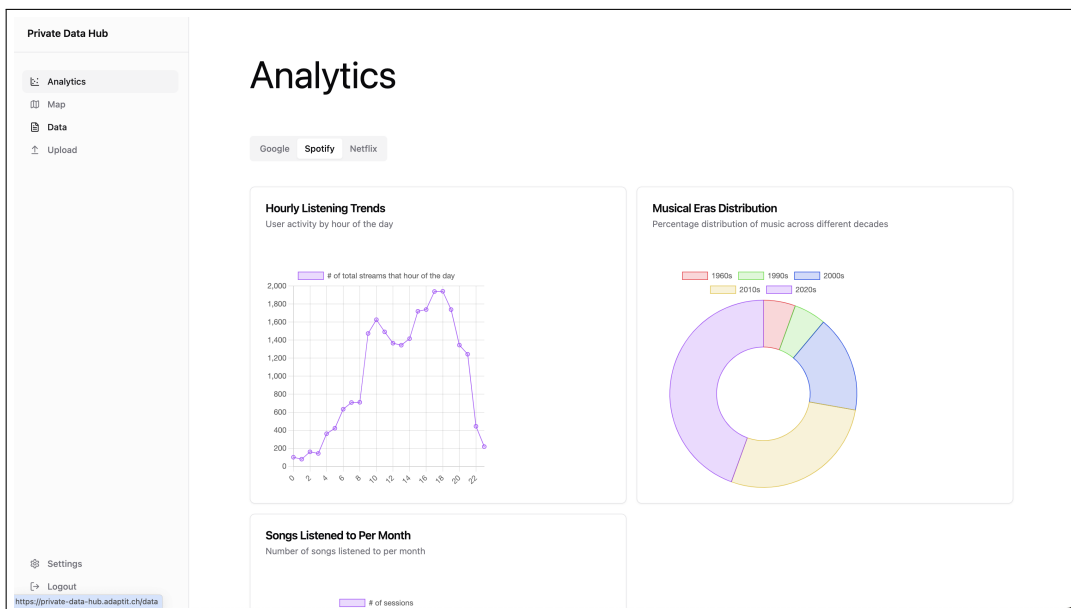 Private Data Hub
Analytics
Map
Data
Upload
Settings
Logout
https://private-data-hub.adaptit.ch/data
Analytics
Google Spotify Netflix
Hourly Listening Trends
User activity by hour of the day
# of total streams that hour of the day
2,000
1,800
1,600
1,400
1,200
1,000
800
600
400
200
0
0 2 4 6 8 10 12 14 16 18 20 22
Musical Eras Distribution
Percentage distribution of music across different decades
1960s 1990s 2000s
2010s 2020s
Songs Listened to Per Month
Number of songs listened to per month
# of sessions